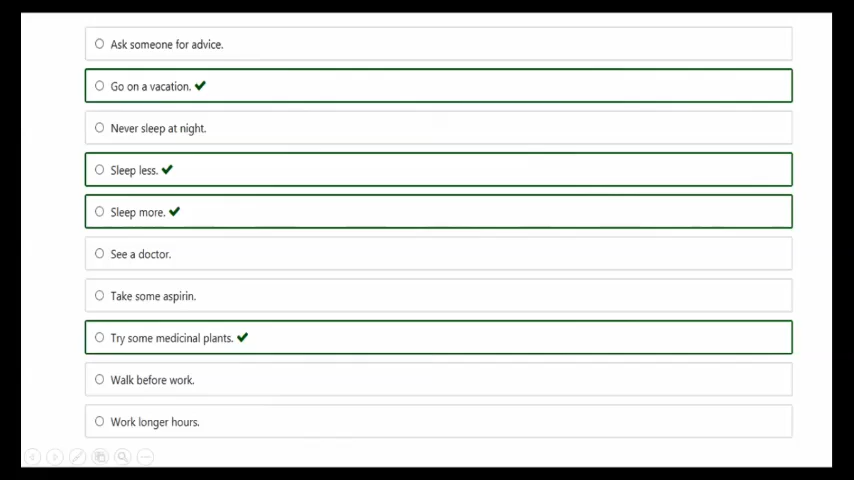 Ask someone for advice.
Go on a vacation.
Never sleep at night.
Sleep less.
Sleep more.
See a doctor.
Take some aspirin.
Try some medicinal plants.
Walk before work.
Work longer hours.